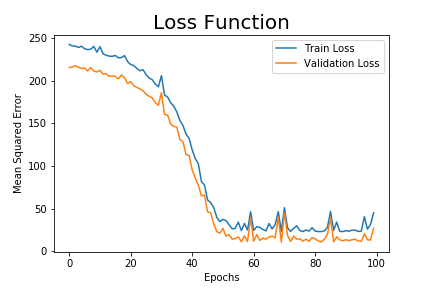 Loss Function
Train Loss
Validation Loss
Mean Squared Error
250
200
150
100
50
0
0 20 40 60 80 100
Epochs